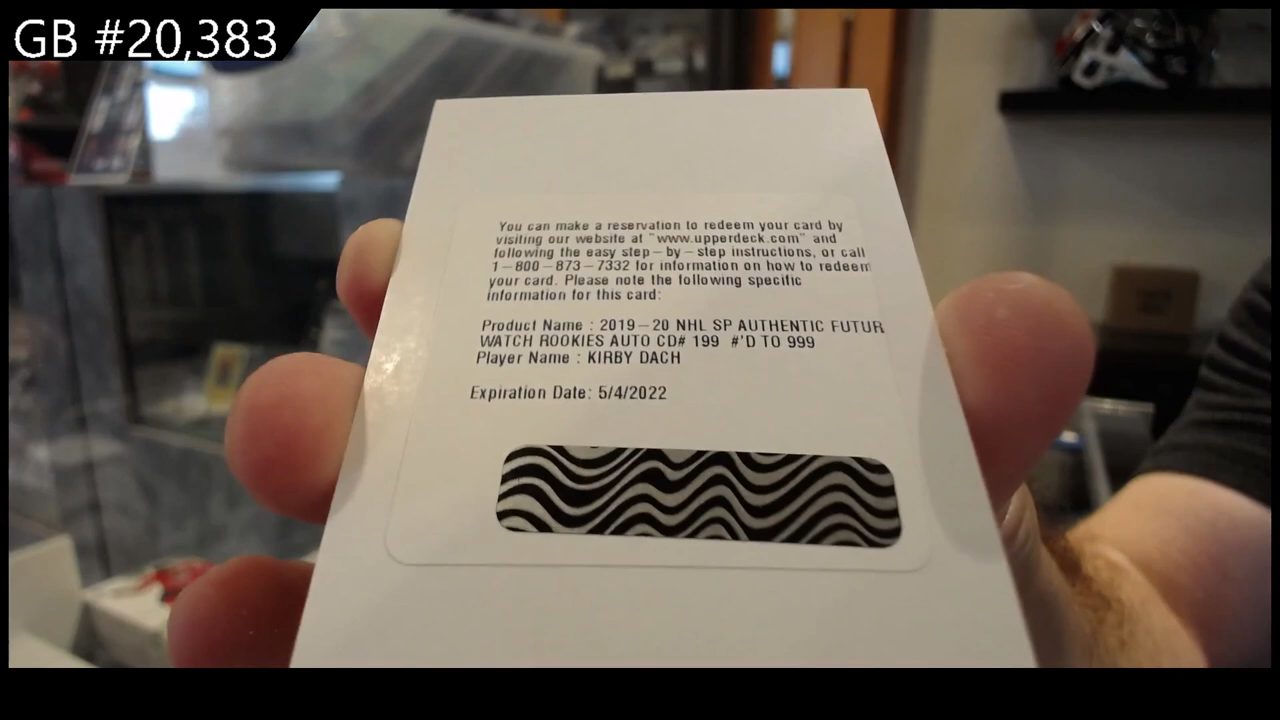 GB #20,383
You can make a reservation to redeem your card by
visiting our website at "www.upperdeck.com" and
following the easy step-by-step instructions, or call
1-800-873-7332 for information on how to redeem
your card. Please note the following specific
information for this card:
Product Name : 2019-20 NHL SP AUTHENTIC FUTUR
WATCH ROOKIES AUTO CD# 199 #'D TO 999
Player Name : KIRBY DACH
Expiration Date: 5/4/2022